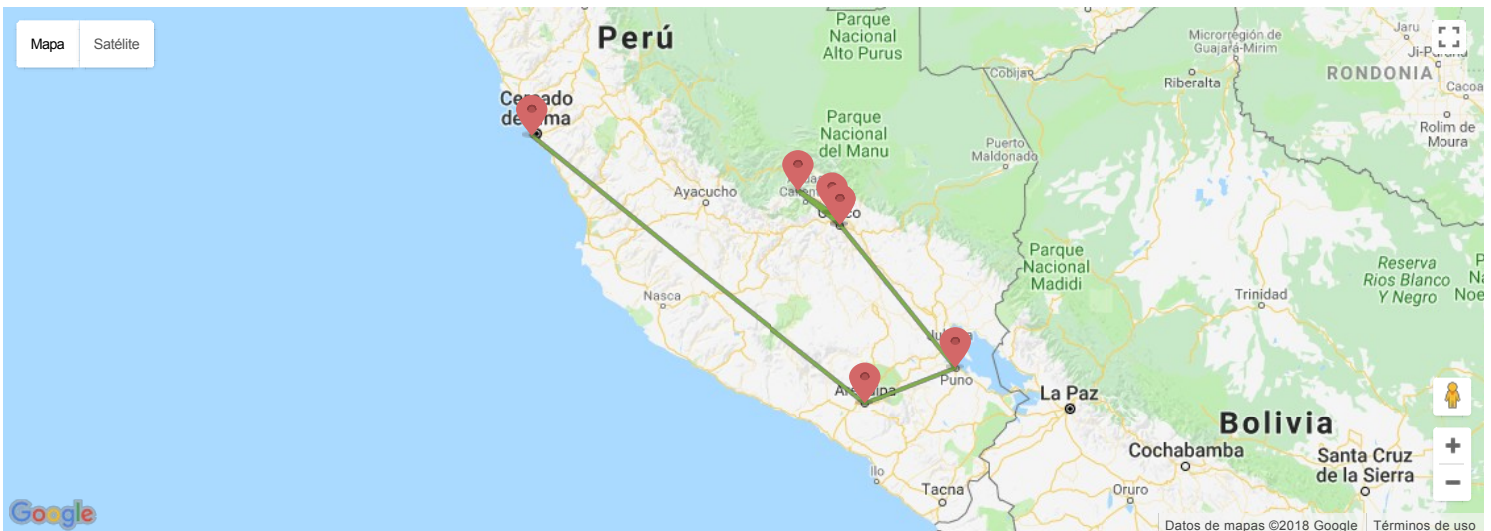 Mapa
Satélite
Perú
Parque
Nacional
Alto Purus
Microrregión de
Guajará-Mirim
Jaru
Cobija
Riberalta
RONDONIA
Cacoa
Rolim de
Moura
Parque
Nacional
del Manu
Puerto
Maldonado
Ayacucho
Nasca
Parque
Nacional
Madidi
Trinidad
Reserva
Rios Blanco
Y Negro
Puno
La Paz
Bolivia
Cochabamba
Santa Cruz
de la Sierra
Ilo
Tacna
Oruro
Google
Datos de mapas ©2018 Google
Términos de uso